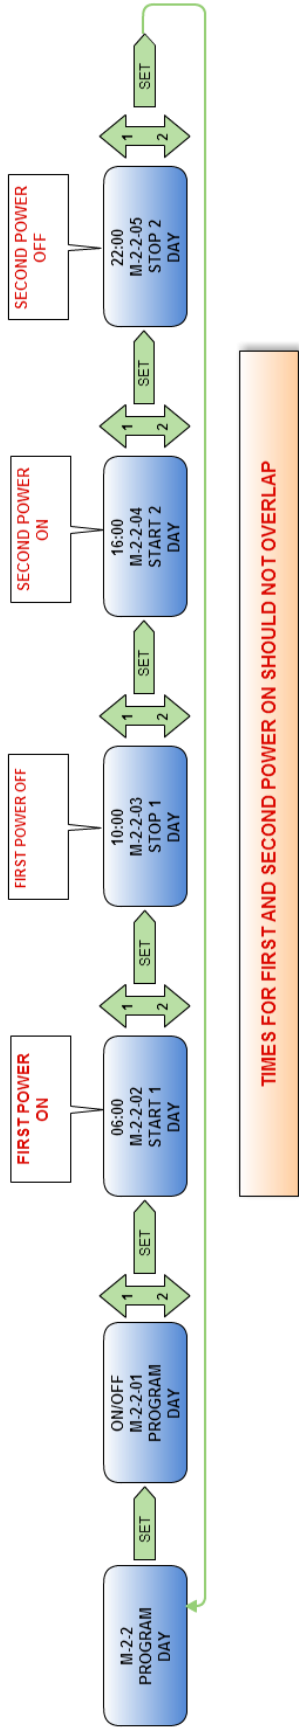 M-2-2
PROGRAM
DAY
SET
ON/OFF
M-2-2-01
PROGRAM
DAY
1
2
SET
FIRST POWER
ON
06:00
M-2-2-02
START 1
DAY
1
2
SET
FIRST POWER OFF
10:00
M-2-2-03
STOP 1
DAY
1
2
SET
SECOND POWER
ON
16:00
M-2-2-04
START 2
DAY
1
2
SET
SECOND POWER
OFF
22:00
M-2-2-05
STOP 2
DAY
1
2
SET
TIMES FOR FIRST AND SECOND POWER ON SHOULD NOT OVERLAP